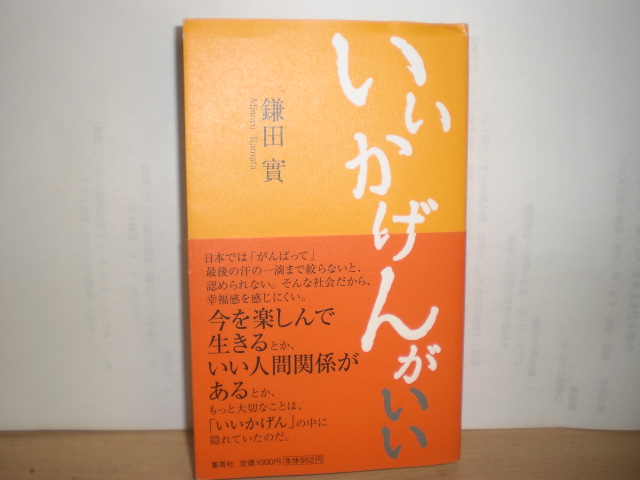 いいかげんがいい
鎌田 實
Minoru Kamata
日本では「がんばって」
最後の汗の一滴まで絞らないと、
認められない。そんな社会だから、
幸福感を感じにくい。
今を楽しんで
生きるとか、
いい人間関係が
あるとか、
もっと大切なことは、
「いいかげん」の中に
隠れていたのだ。
集英社 定価1000円 本体952円